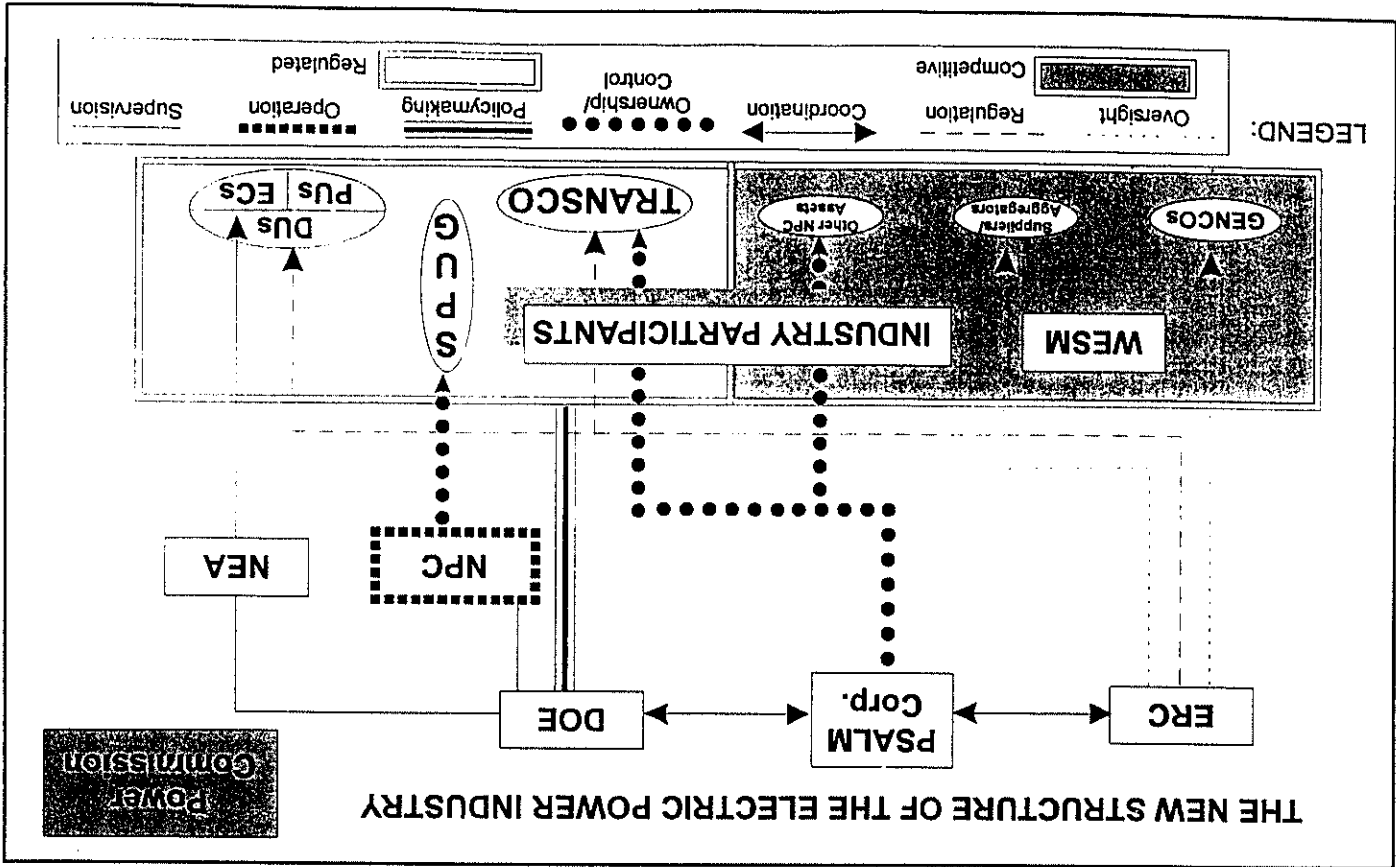 THE NEW STRUCTURE OF THE ELECTRIC POWER INDUSTRY
Power
Commission
ERC
PSALM
Corp.
DOE
NPC
NEA
WESM
INDUSTRY PARTICIPANTS
GENCOs
Suppliers/
Aggregators
Other NPC
Assets
TRANSCO
S
P
U
G
DUs
PUs
ECs
LEGEND:
Oversight
Regulation
Coordination
Ownership/
Control
Policymaking
Operation
Supervision
Competitive
Regulated